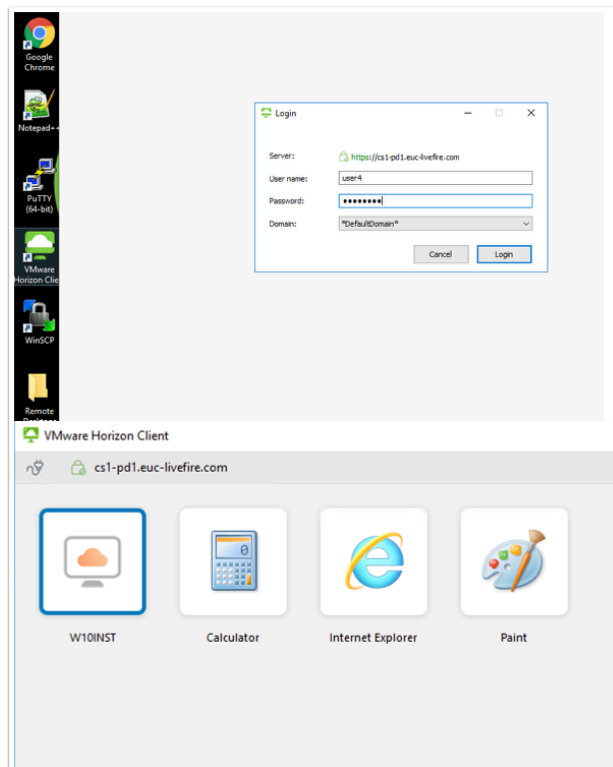 Google
Chrome
Notepad++
PuTTY
(64-bit)
VMware
Horizon Clie
WinSCP
Remote
Login
Server:
https://cs1-pd1.euc-livefire.com
User name:
user4
Password:
Domain:
*DefaultDomain*
Cancel
Login
VMware Horizon Client
cs1-pd1.euc-livefire.com
W10INST
Calculator
Internet Explorer
Paint